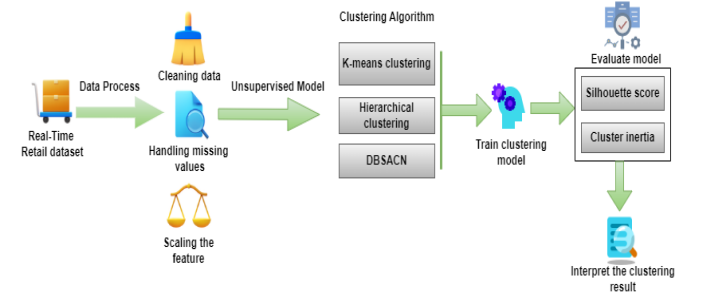 Clustering Algorithm
Evaluate model
Cleaning data
K-means clustering
Data Process
Unsupervised Model
Silhouette score
Hierarchical
clustering
Real-Time
Retail dataset
Handling missing
values
Train clustering
model
Cluster inertia
DBSACN
Scaling the
feature
Interpret the clustering
result